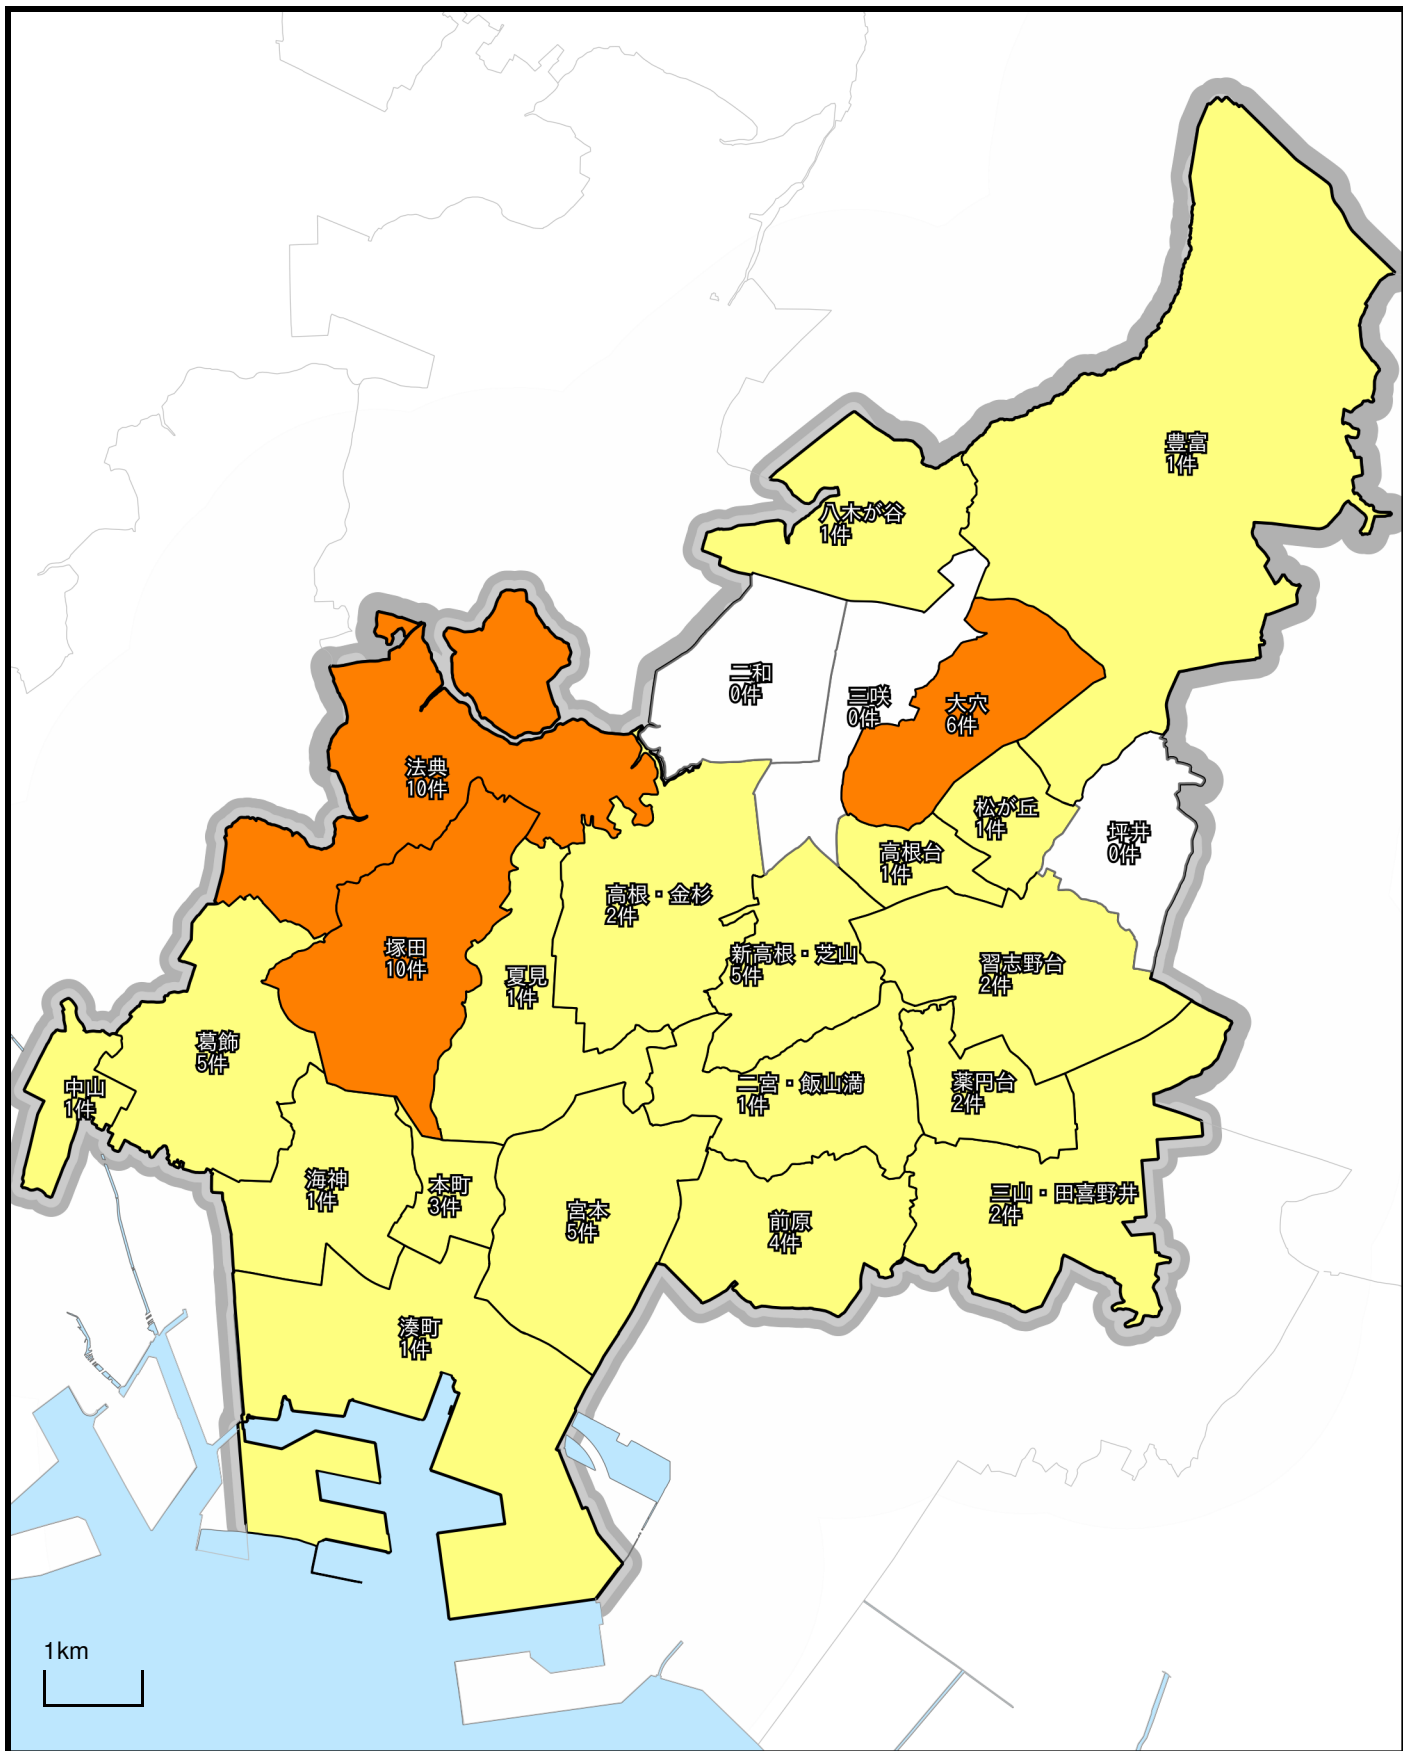 豊富
1件
八木が谷
1件
二和
0件
三咲
0件
大穴
6件
法典
10件
松が丘
1件
坪井
0件
高根台
1件
高根・金杉
2件
塚田
10件
新高根・芝山
5件
習志野台
2件
夏見
1件
葛飾
5件
中山
1件
二宮・飯山満
1件
薬円台
2件
海神
1件
本町
3件
宮本
5件
前原
4件
三山・田喜野井
2件
湊町
1件
1km